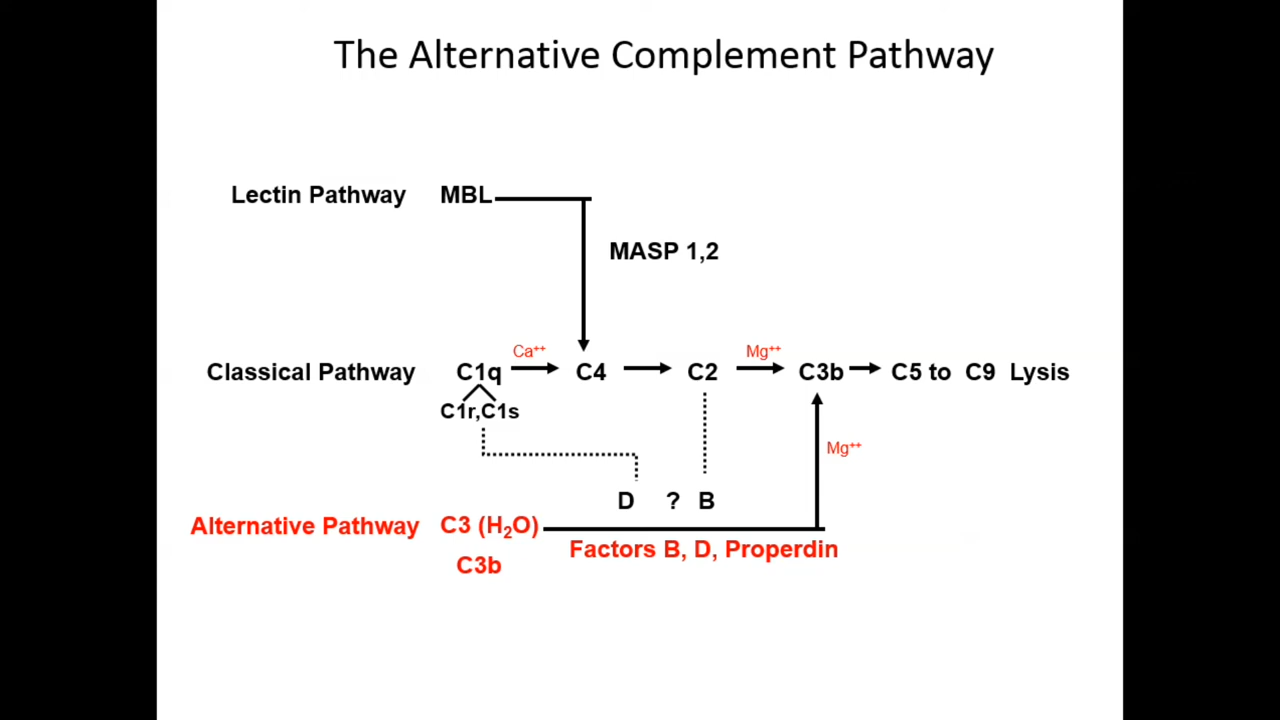 The Alternative Complement Pathway
Lectin Pathway MBL
MASP 1,2
Ca⁺⁺ Mg⁺⁺
Classical Pathway C1q C4 C2 C3b C5 to C9 Lysis
C1r,C1s
Mg⁺⁺
D ? B
Alternative Pathway C3 (H₂O)
Factors B, D, Properdin
C3b